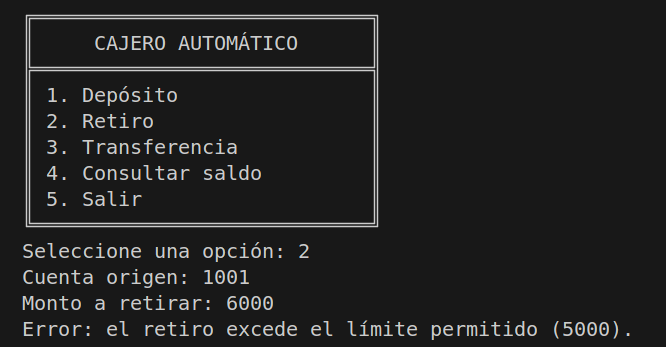 CAJERO AUTOMÁTICO
1. Depósito
2. Retiro
3. Transferencia
4. Consultar saldo
5. Salir
Seleccione una opción: 2
Cuenta origen: 1001
Monto a retirar: 6000
Error: el retiro excede el límite permitido (5000).